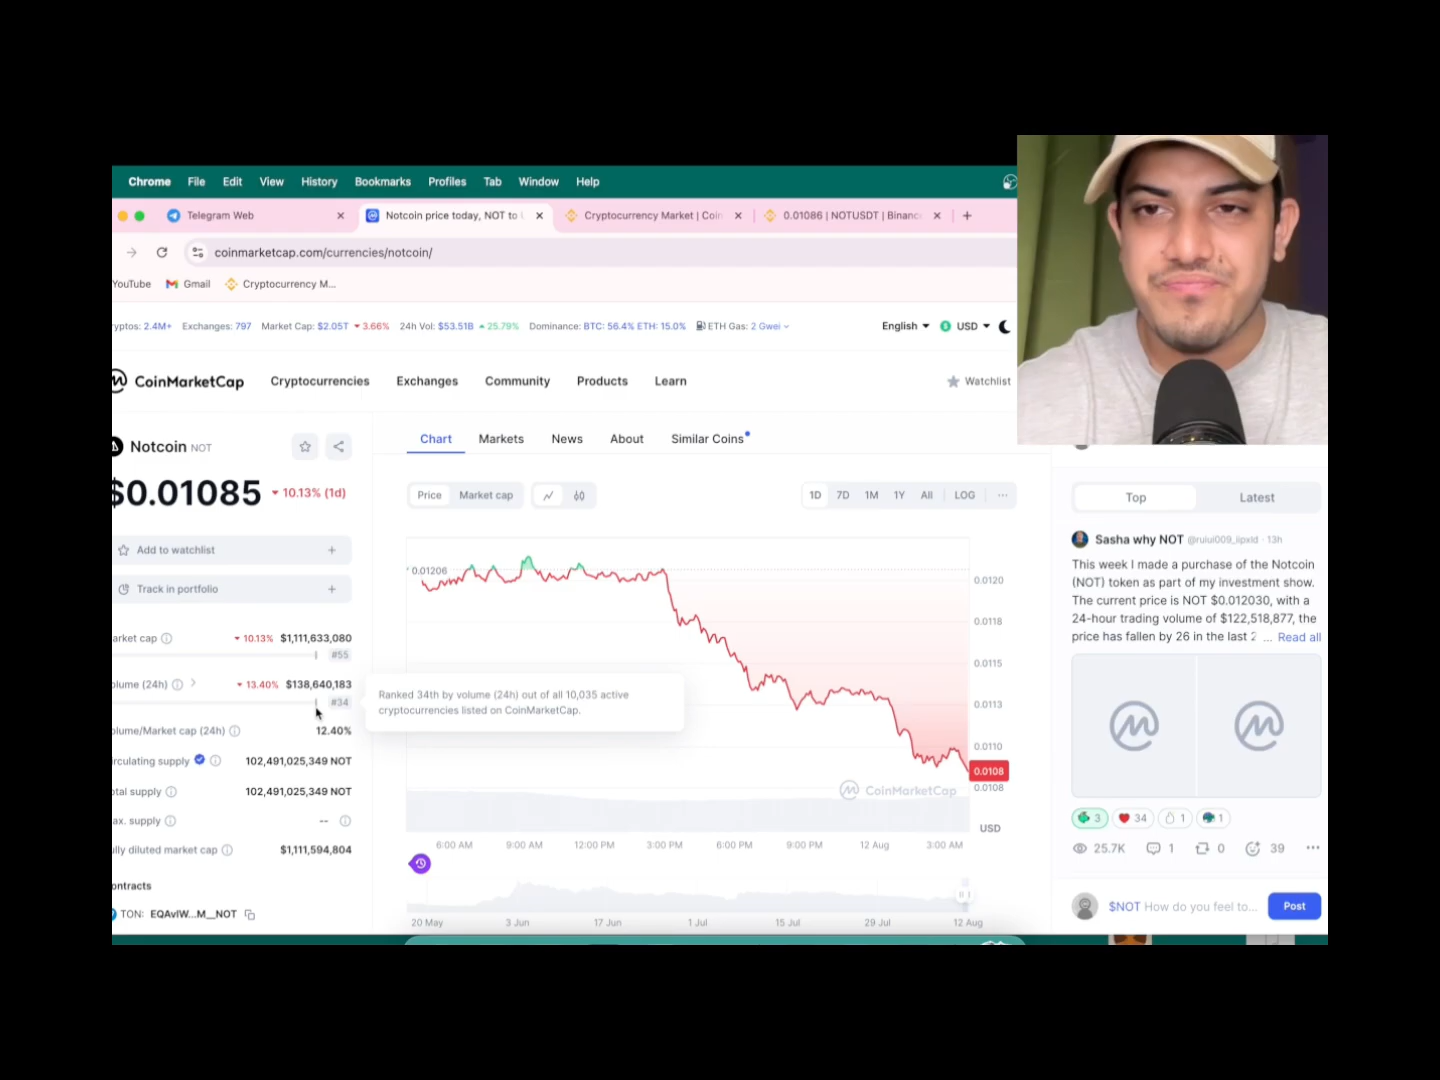 Chrome File Edit View History Bookmarks Profiles Tab Window Help
Telegram Web
Notcoin price today, NOT to
Cryptocurrency Market | Coin
0.01086 | NOTUSDT | Binanc
coinmarketcap.com/currencies/notcoin/
YouTube Gmail Cryptocurrency M...
ryptos: 2.4M+ Exchanges: 797 Market Cap: $2.05T 3.66% 24h Vol: $53.51B 25.79% Dominance: BTC: 56.4% ETH: 15.0% ETH Gas: 2 Gwei
English USD
CoinMarketCap Cryptocurrencies Exchanges Community Products Learn
Watchlist
Notcoin NOT
$0.01085 10.13% (1d)
Add to watchlist +
Track in portfolio +
arket cap 10.13% $1,111,633,080
#55
olume (24h) 13.40% $138,640,183
#34
olume/Market cap (24h) 12.40%
irculating supply 102,491,025,349 NOT
otal supply 102,491,025,349 NOT
ax. supply --
ully diluted market cap $1,111,594,804
ontracts
TON: EQAvlW...M__NOT
Chart Markets News About Similar Coins
Price Market cap
1D 7D 1M 1Y All LOG ...
0.01206
0.0120
0.0118
0.0115
0.0113
0.0110
0.0108
0.0108
USD
Ranked 34th by volume (24h) out of all 10,035 active
cryptocurrencies listed on CoinMarketCap.
CoinMarketCap
6:00 AM 9:00 AM 12:00 PM 3:00 PM 6:00 PM 9:00 PM 12 Aug 3:00 AM
20 May 3 Jun 17 Jun 1 Jul 15 Jul 29 Jul 12 Aug
Top Latest
Sasha why NOT · 13h
This week I made a purchase of the Notcoin
(NOT) token as part of my investment show.
The current price is NOT $0.012030, with a
24-hour trading volume of $122,518,877, the
price has fallen by 26 in the last 2 ... Read all
3 34 1 1
25.7K 1 0 39 ...
$NOT How do you feel to...
Post